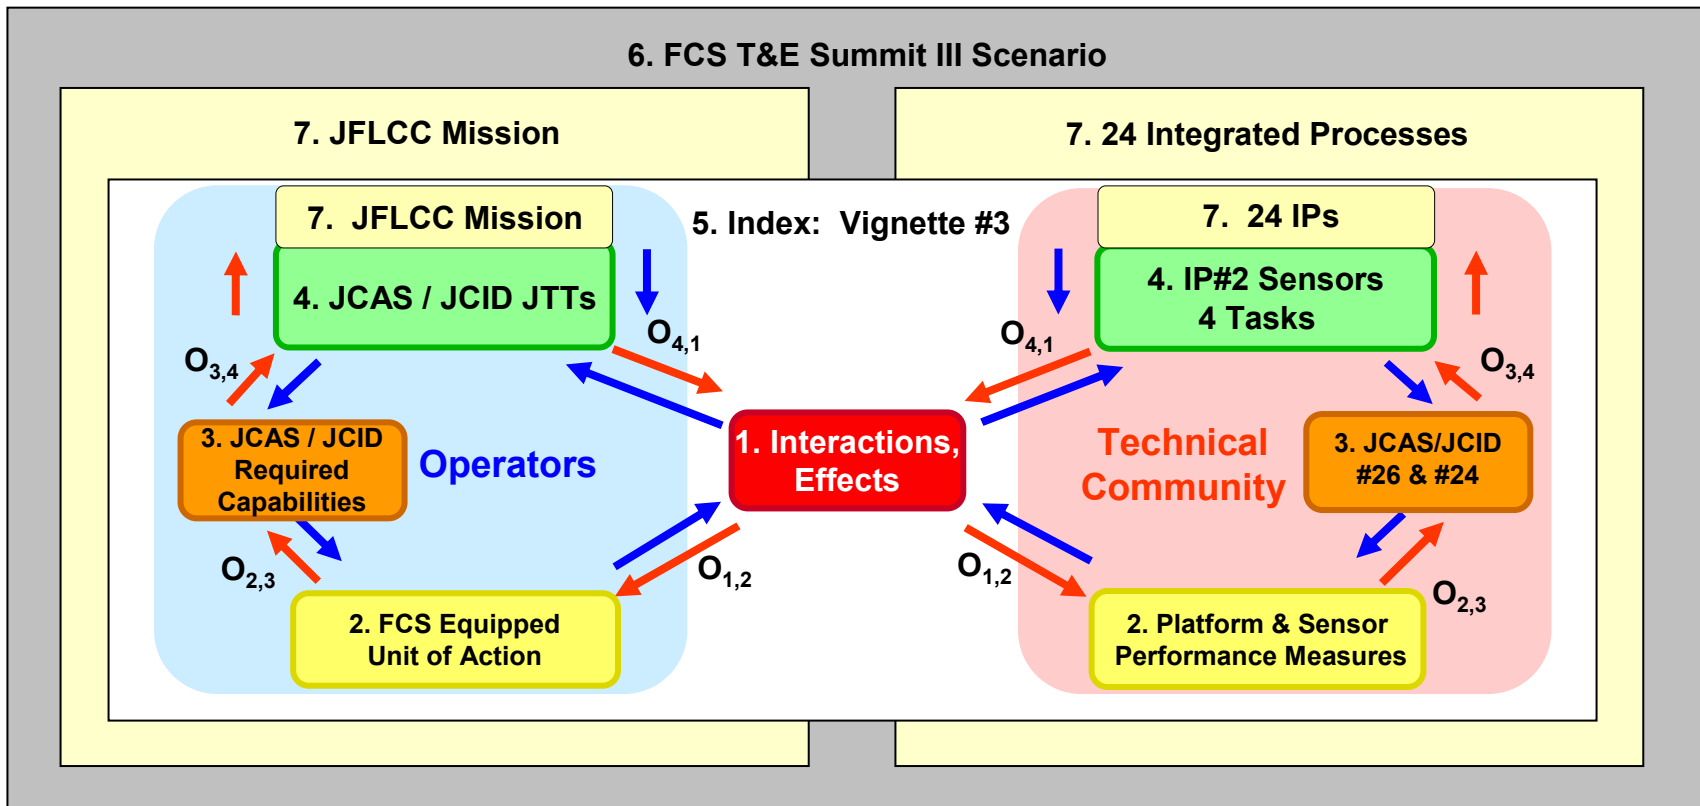 6. FCS T&E Summit III Scenario
7. JFLCC Mission
7. 24 Integrated Processes
7. JFLCC Mission
5. Index: Vignette #3
7. 24 IPs
4. JCAS / JCID JTTs
4. IP#2 Sensors
4 Tasks
O4,1
O4,1
O3,4
O3,4
3. JCAS / JCID
Required
Capabilities
Operators
1. Interactions,
Effects
Technical
Community
3. JCAS/JCID
#26 & #24
O2,3
O1,2
O1,2
O2,3
2. FCS Equipped
Unit of Action
2. Platform & Sensor
Performance Measures